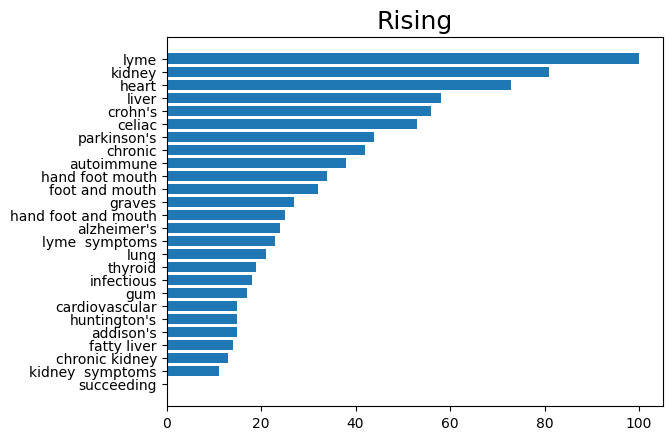 Rising
lyme
kidney
heart
liver
crohn's
celiac
parkinson's
chronic
autoimmune
hand foot mouth
foot and mouth
graves
hand foot and mouth
alzheimer's
lyme  symptoms
lung
thyroid
infectious
gum
cardiovascular
huntington's
addison's
fatty liver
chronic kidney
kidney  symptoms
succeeding
0 20 40 60 80 100